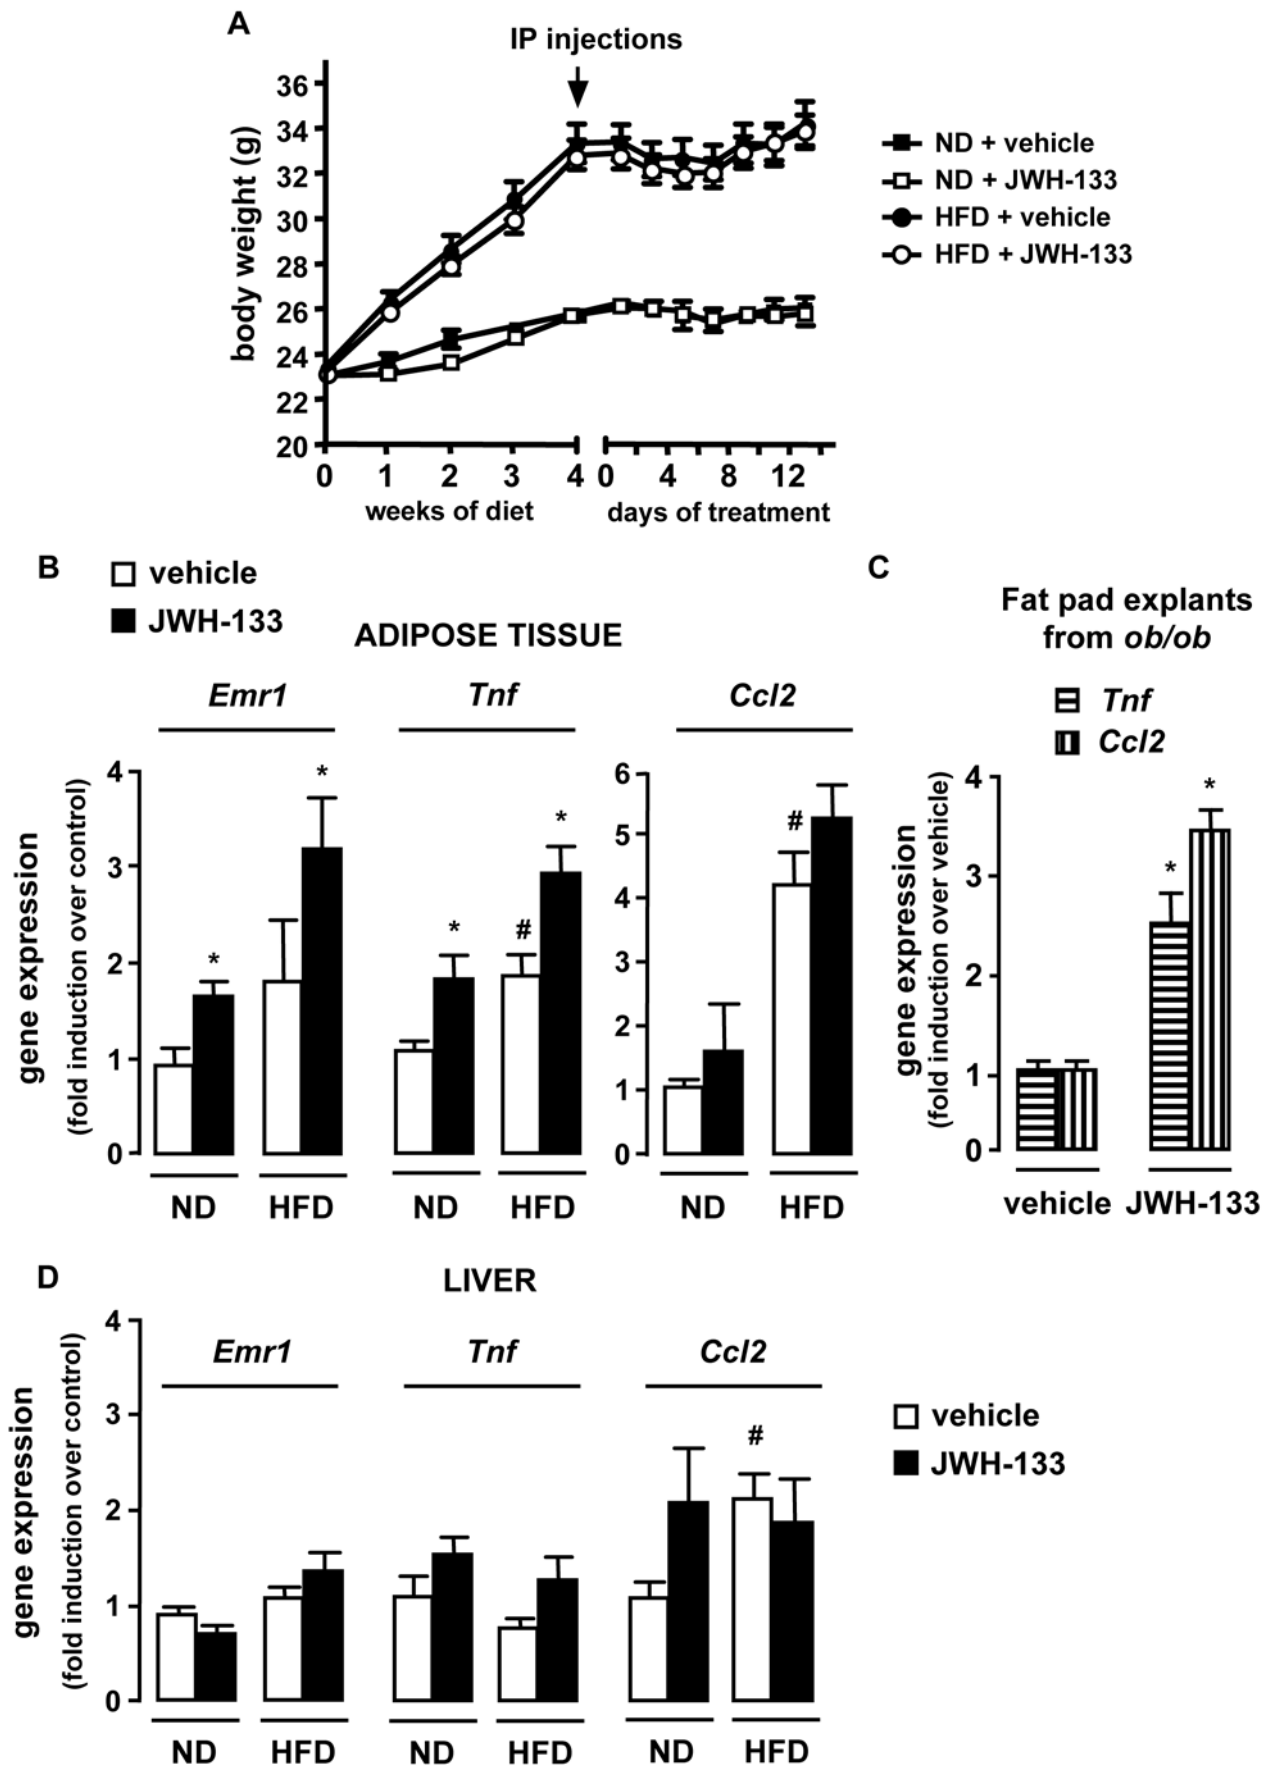 A
IP injections
36
34
32
30
28
26
24
22
20
body weight (g)
0 1 2 3 4 0 4 8 12
weeks of diet days of treatment
ND + vehicle
ND + JWH-133
HFD + vehicle
HFD + JWH-133
B
vehicle
JWH-133
ADIPOSE TISSUE
Emr1 Tnf Ccl2
gene expression
(fold induction over control)
4
3
2
1
0
* * * # *
6
5
4
3
2
1
0
#
ND HFD ND HFD ND HFD
C
Fat pad explants
from ob/ob
Tnf
Ccl2
gene expression
(fold induction over vehicle)
4
3
2
1
0
* *
vehicle JWH-133
D
LIVER
Emr1 Tnf Ccl2
gene expression
(fold induction over control)
4
3
2
1
0
#
vehicle
JWH-133
ND HFD ND HFD ND HFD